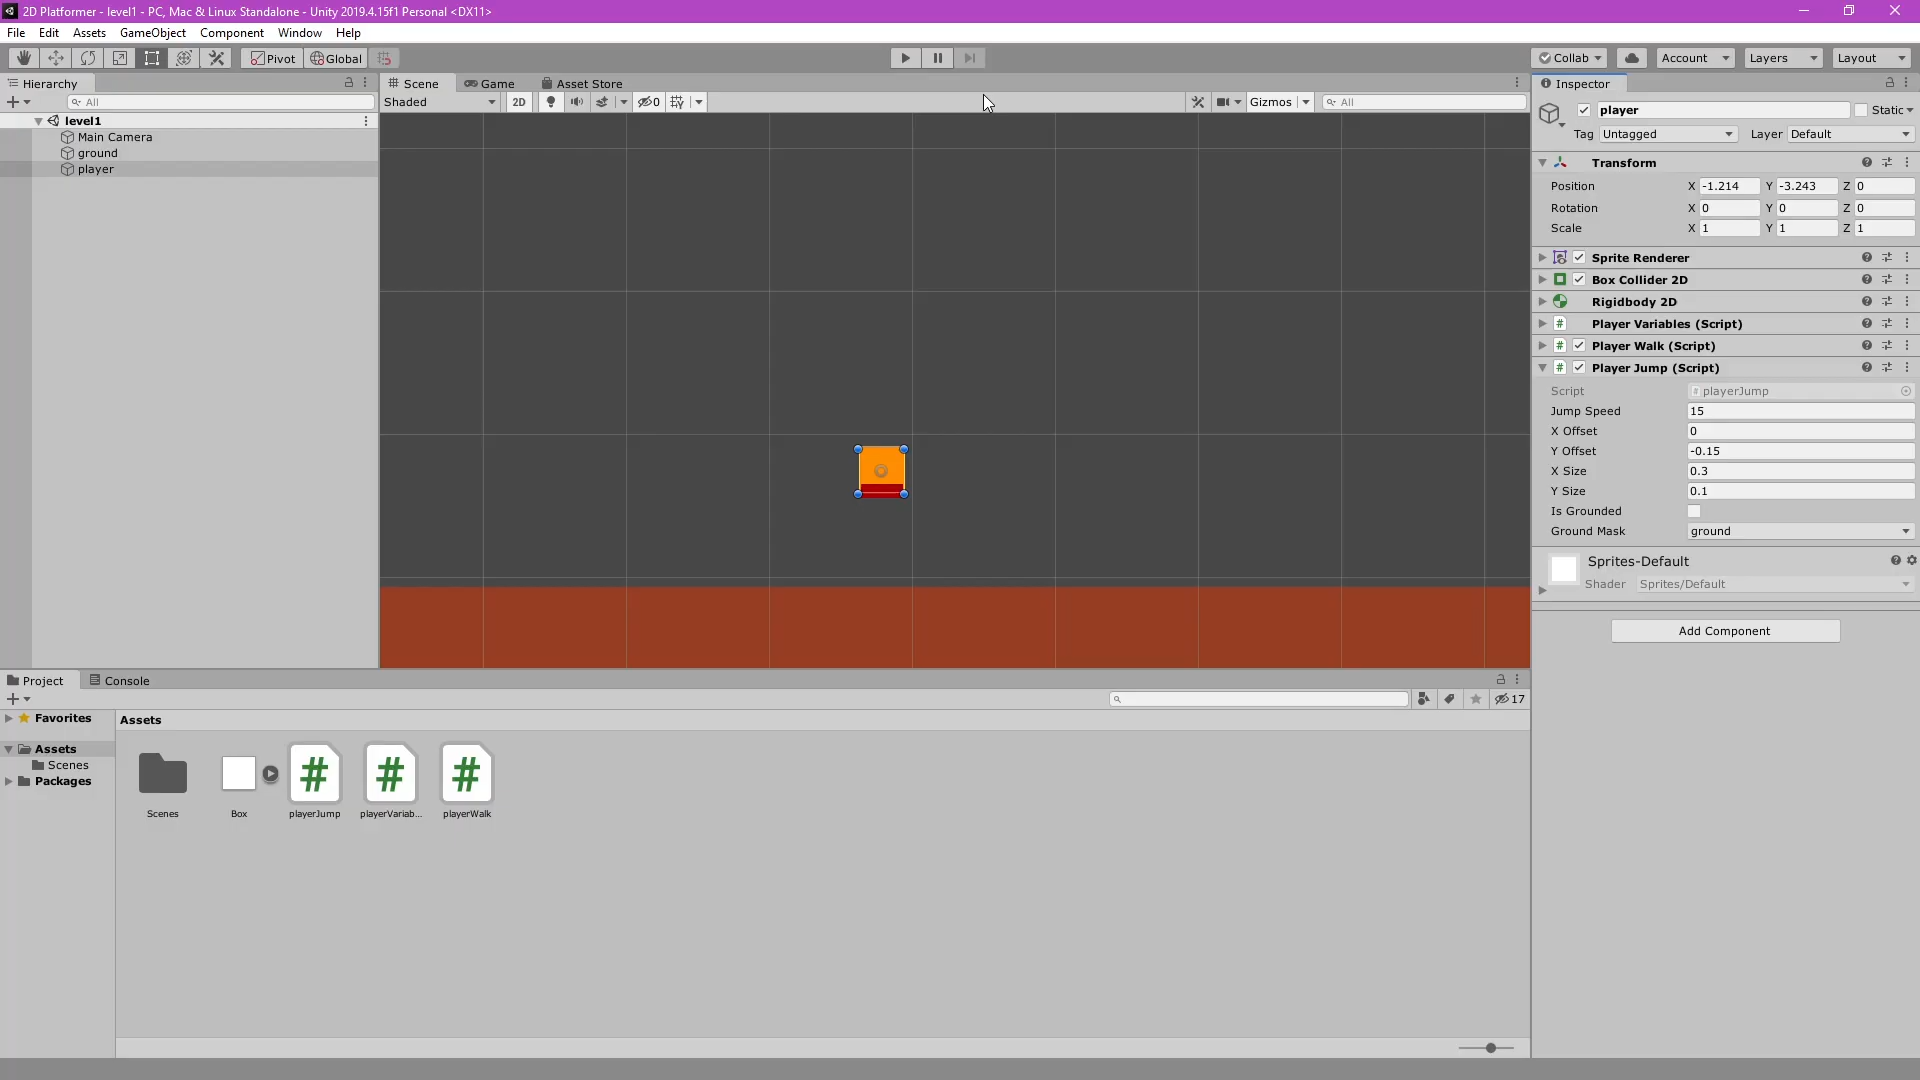 2D Platformer - level1 - PC, Mac & Linux Standalone - Unity 2019.4.15f1 Personal <DX11>
File Edit Assets GameObject Component Window Help
Pivot Global Collab Account Layers Layout
Hierarchy Scene Game Asset Store Inspector
All Shaded 2D 0 Gizmos All
player Static
Tag Untagged Layer Default
level1
Main Camera
ground
player
Transform
Position X -1.214 Y -3.243 Z 0
Rotation X 0 Y 0 Z 0
Scale X 1 Y 1 Z 1
Sprite Renderer
Box Collider 2D
Rigidbody 2D
# Player Variables (Script)
# Player Walk (Script)
# Player Jump (Script)
Script # playerJump
Jump Speed 15
X Offset 0
Y Offset -0.15
X Size 0.3
Y Size 0.1
Is Grounded
Ground Mask ground
Sprites-Default
Shader Sprites/Default
Add Component
Project Console
17
Favorites
Assets
Scenes
Packages
Assets
# # #
Scenes Box playerJump playerVariab... playerWalk